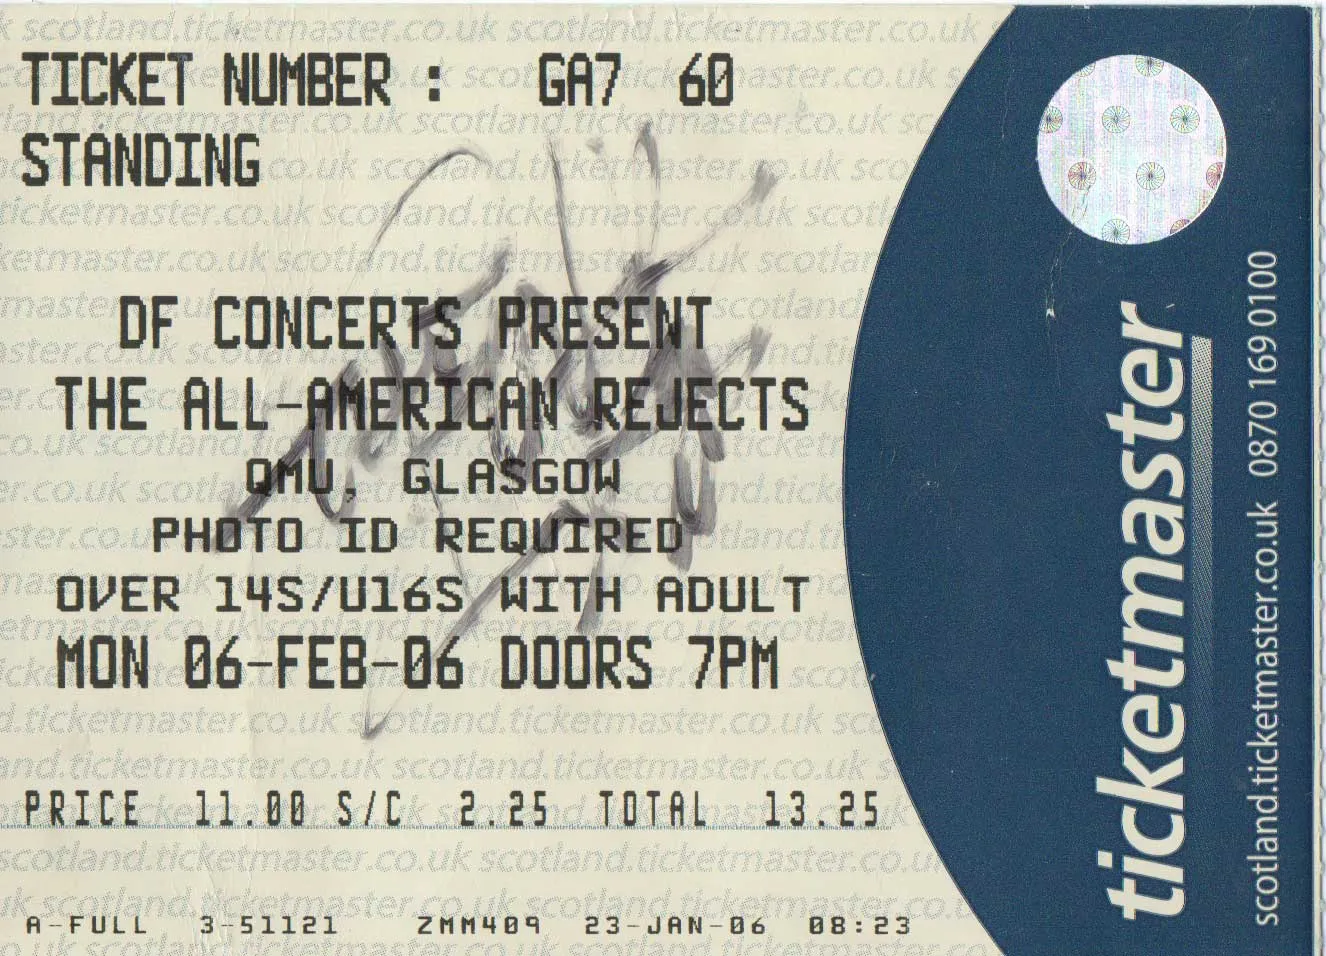 TICKET NUMBER : GA7 60
STANDING
DF CONCERTS PRESENT
THE ALL-AMERICAN REJECTS
QMU, GLASGOW
PHOTO ID REQUIRED
OVER 14S/U16S WITH ADULT
MON 06-FEB-06 DOORS 7PM
PRICE 11.00 S/C 2.25 TOTAL 13.25
A-FULL 3-51121 ZMM409 23-JAN-06 08:23
ticketmaster
scotland.ticketmaster.co.uk 0870 169 0100